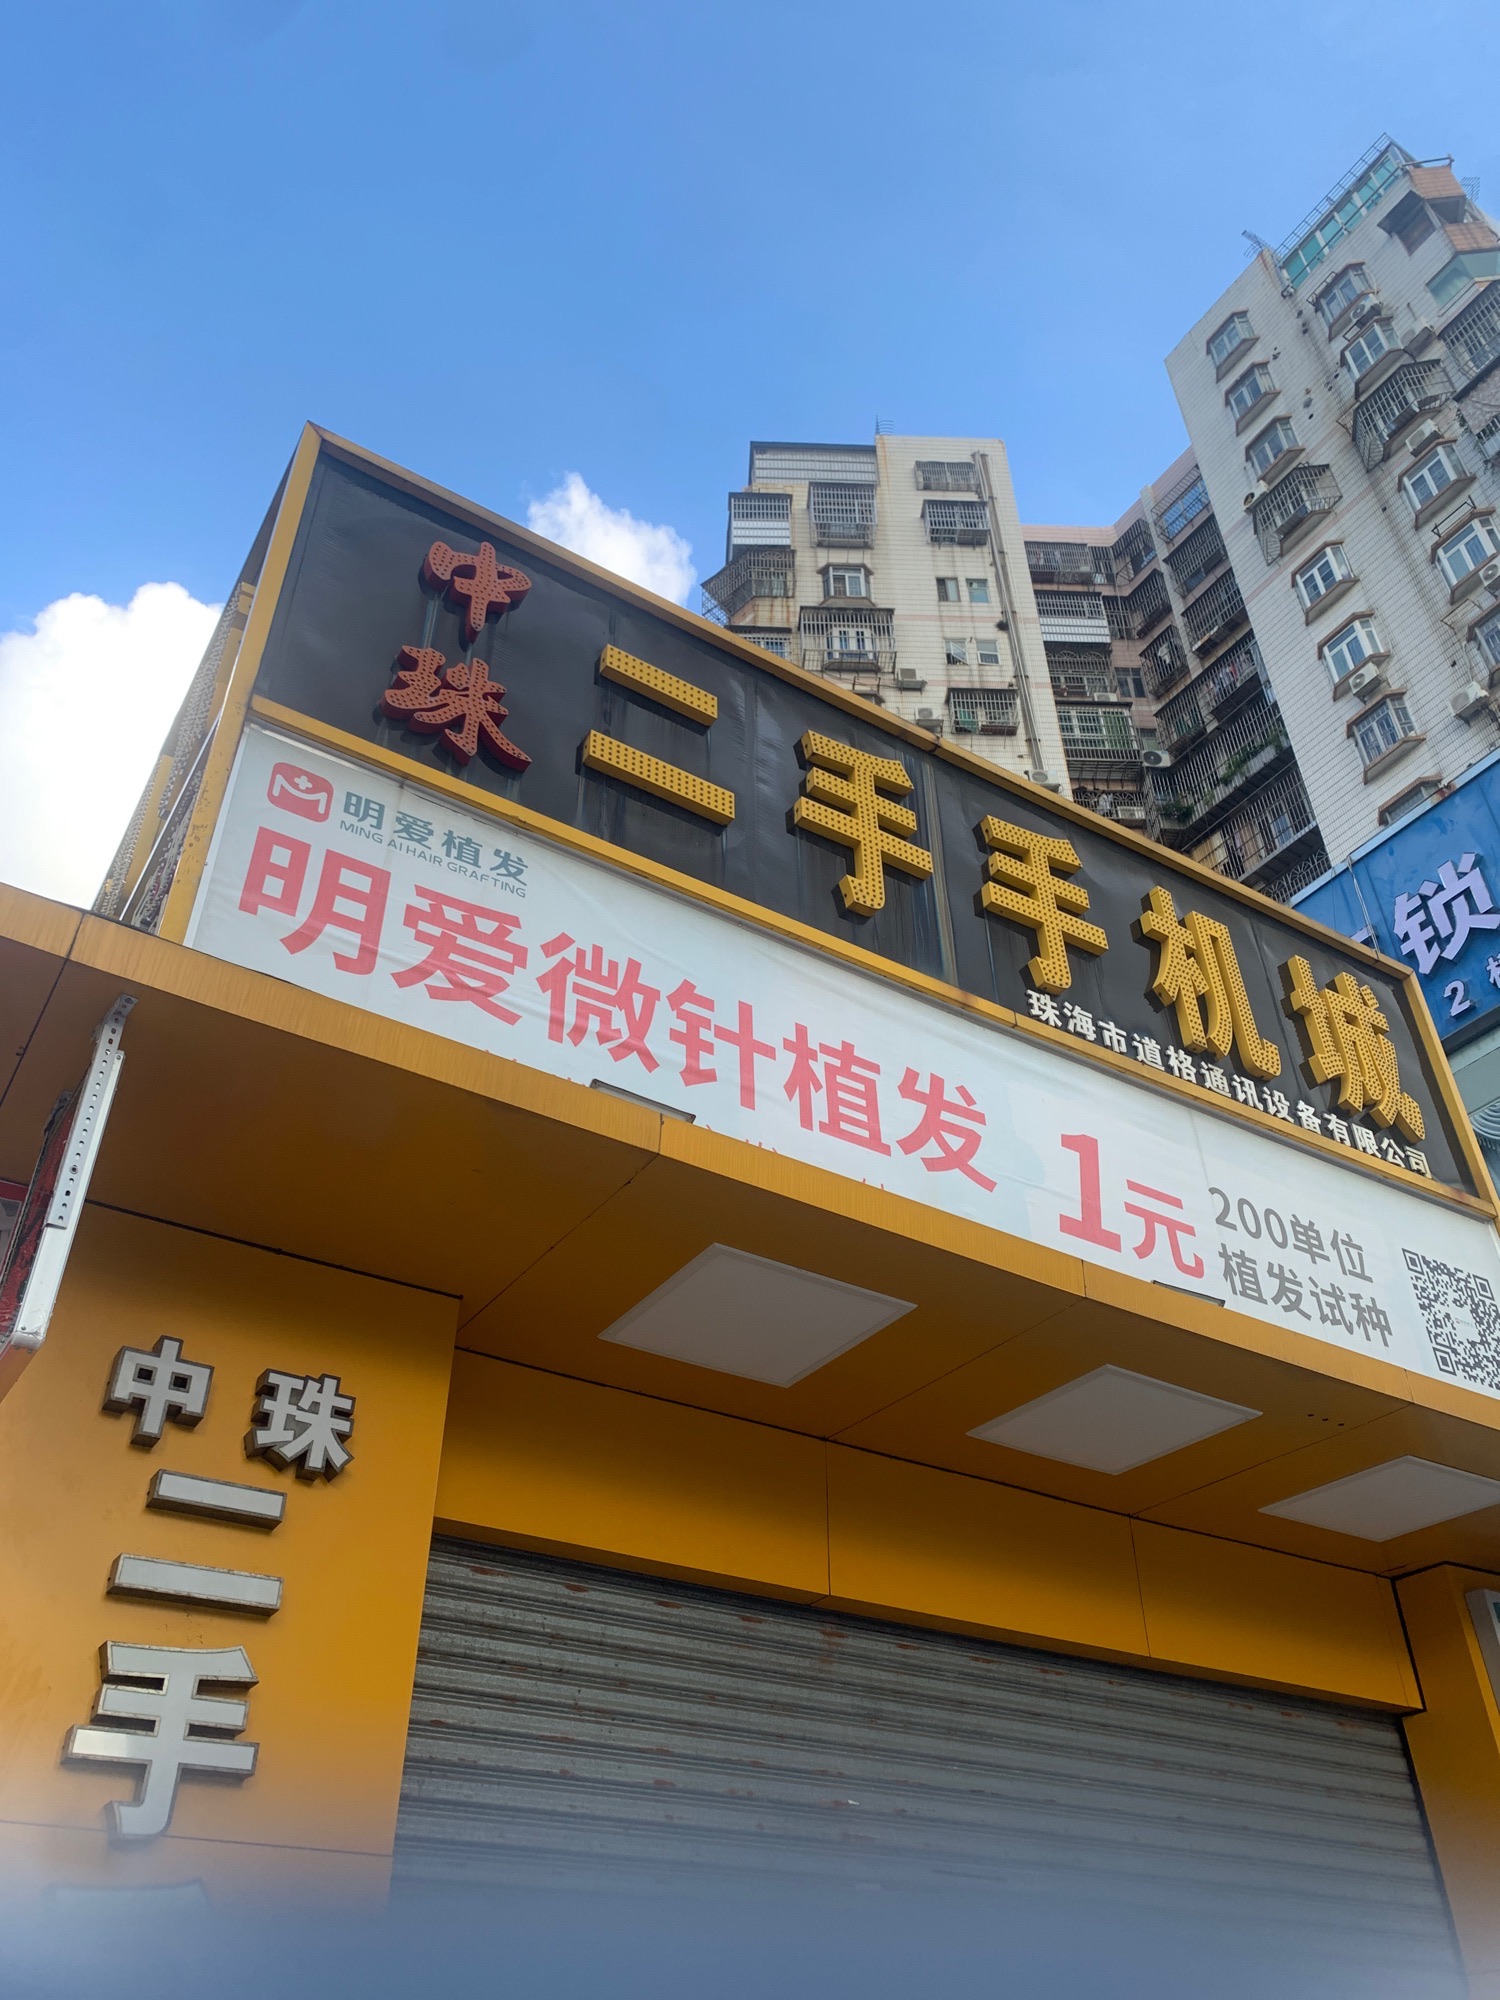 中珠
二手手机城
珠海市道格通讯设备有限公司
明爱植发
MING AI HAIR GRAFTING
明爱微针植发 1元
200单位
植发试种
锁
2
中珠
二手